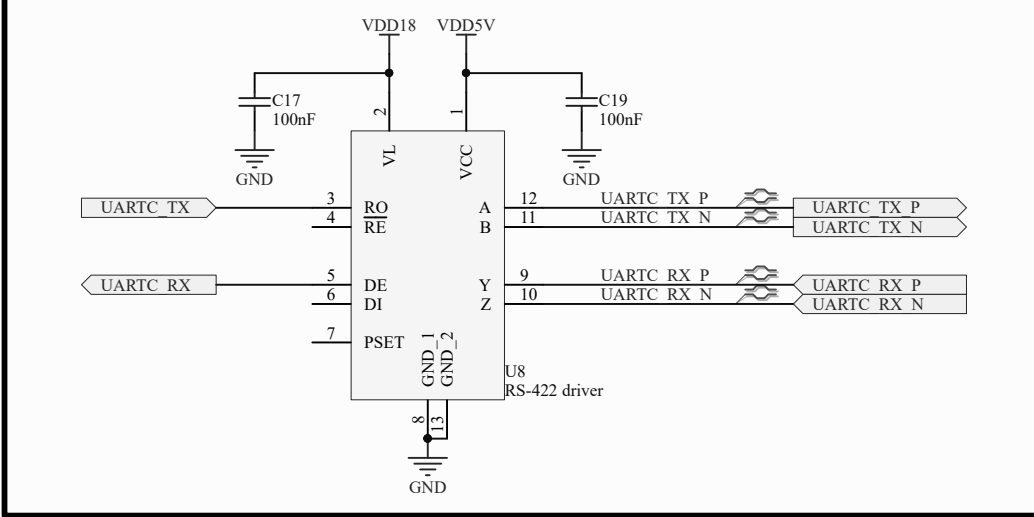 VDD18 VDD5V
C17
100nF
C19
100nF
GND
GND
2
1
VL
VCC
UARTC_TX 3 RO A 12 UARTC_TX_P UARTC_TX_P
4 RE B 11 UARTC_TX_N UARTC_TX_N
UARTC_RX 5 DE Y 9 UARTC_RX_P UARTC_RX_P
6 DI Z 10 UARTC_RX_N UARTC_RX_N
7 PSET
GND_1
GND_2
U8
RS-422 driver
8
13
GND